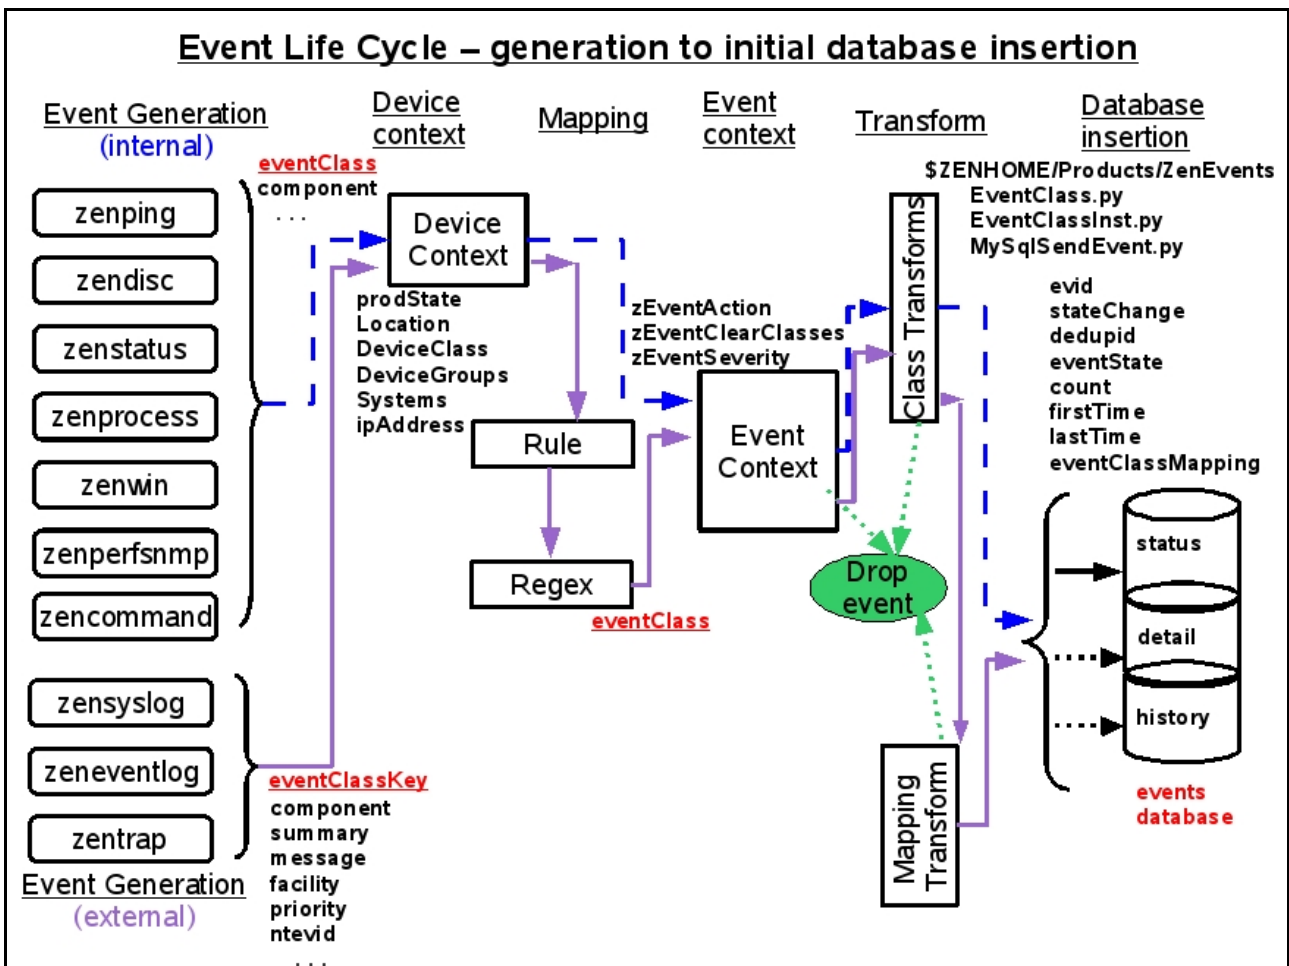 Event Life Cycle – generation to initial database insertion
Event Generation
(internal)
Device
context
Mapping
Event
context
Transform
Database
insertion
eventClass
component
. . .
zenping
zendisc
zenstatus
zenprocess
zenwin
zenperfsnmp
zencommand
Device
Context
prodState
Location
DeviceClass
DeviceGroups
Systems
ipAddress
Rule
Regex
eventClass
zEventAction
zEventClearClasses
zEventSeverity
Event
Context
Class Transforms
$ZENHOME/Products/ZenEvents
EventClass.py
EventClassInst.py
MySqlSendEvent.py
evid
stateChange
dedupid
eventState
count
firstTime
lastTime
eventClassMapping
Drop
event
status
detail
history
events
database
Mapping
Transform
zensyslog
zeneventlog
zentrap
Event Generation
(external)
eventClassKey
component
summary
message
facility
priority
ntevid
. . .